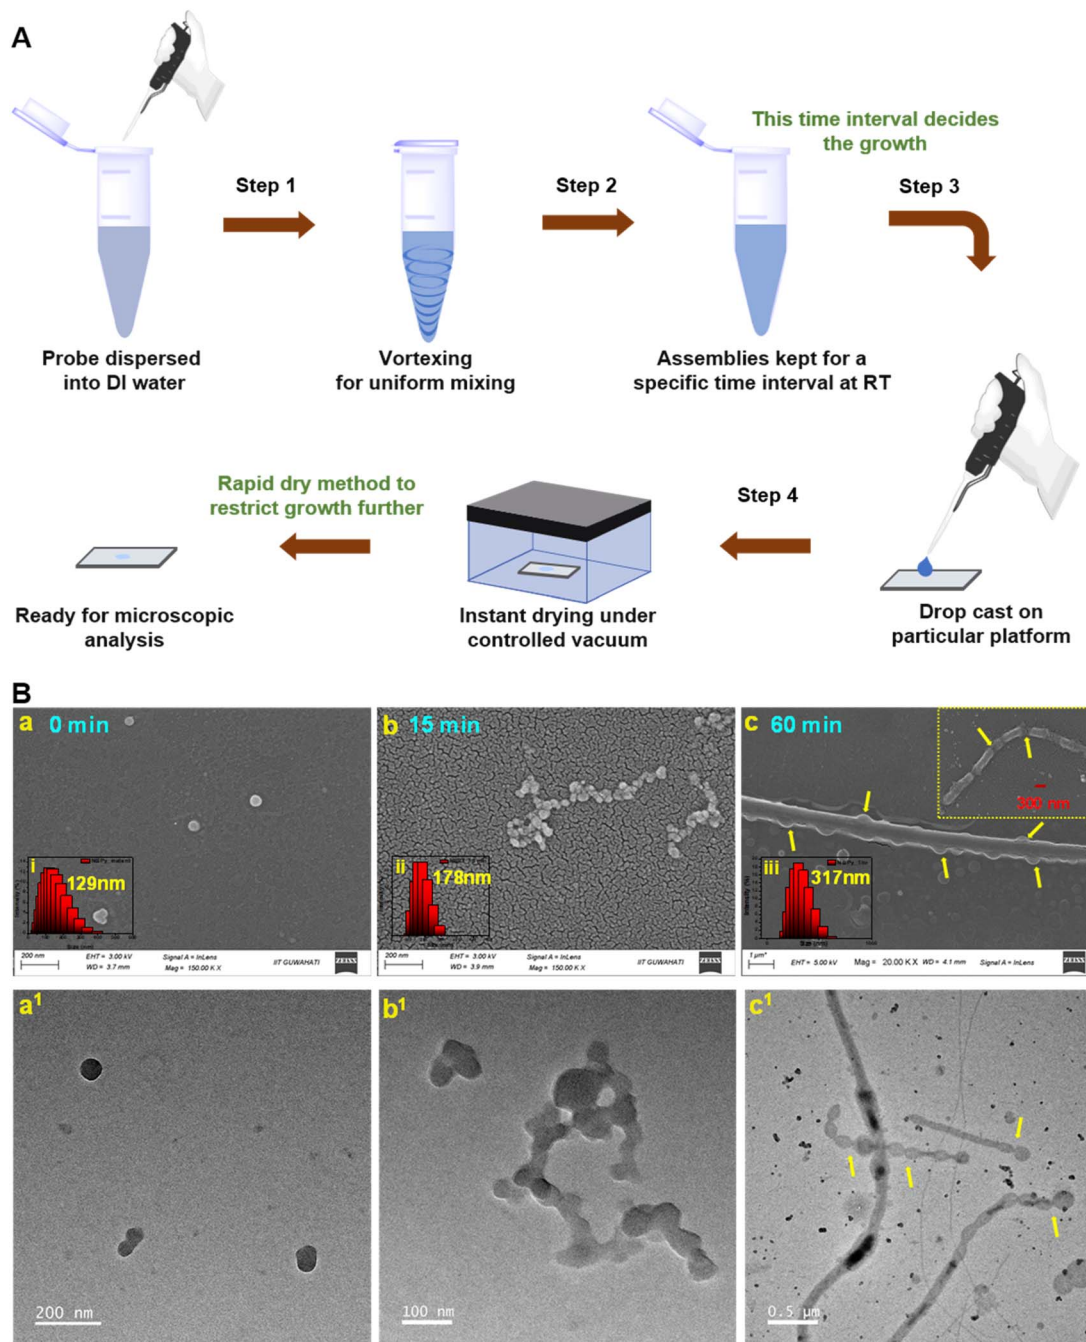 A
This time interval decides
the growth
Step 1
Step 2
Step 3
Probe dispersed
into DI water
Vortexing
for uniform mixing
Assemblies kept for a
specific time interval at RT
Rapid dry method to
restrict growth further
Step 4
Ready for microscopic
analysis
Instant drying under
controlled vacuum
Drop cast on
particular platform
B
a 0 min
b 15 min
c 60 min
300 nm
i
129nm
Intensity (%)
ii
178nm
iii
317nm
Intensity (%)
200 nm
EHT = 3.00 kV
Signal A = InLens
WD = 3.7 mm
Mag = 150.00 K X
IIT GUWAHATI
ZEISS
200 nm
EHT = 3.00 kV
Signal A = InLens
WD = 3.9 mm
Mag = 150.00 K X
IIT GUWAHATI
ZEISS
1 µm*
EHT = 5.00 kV
Mag = 20.00 K X
WD = 4.1 mm
Signal A = InLens
ZEISS
a¹
b¹
c¹
200 nm
100 nm
0.5 µm